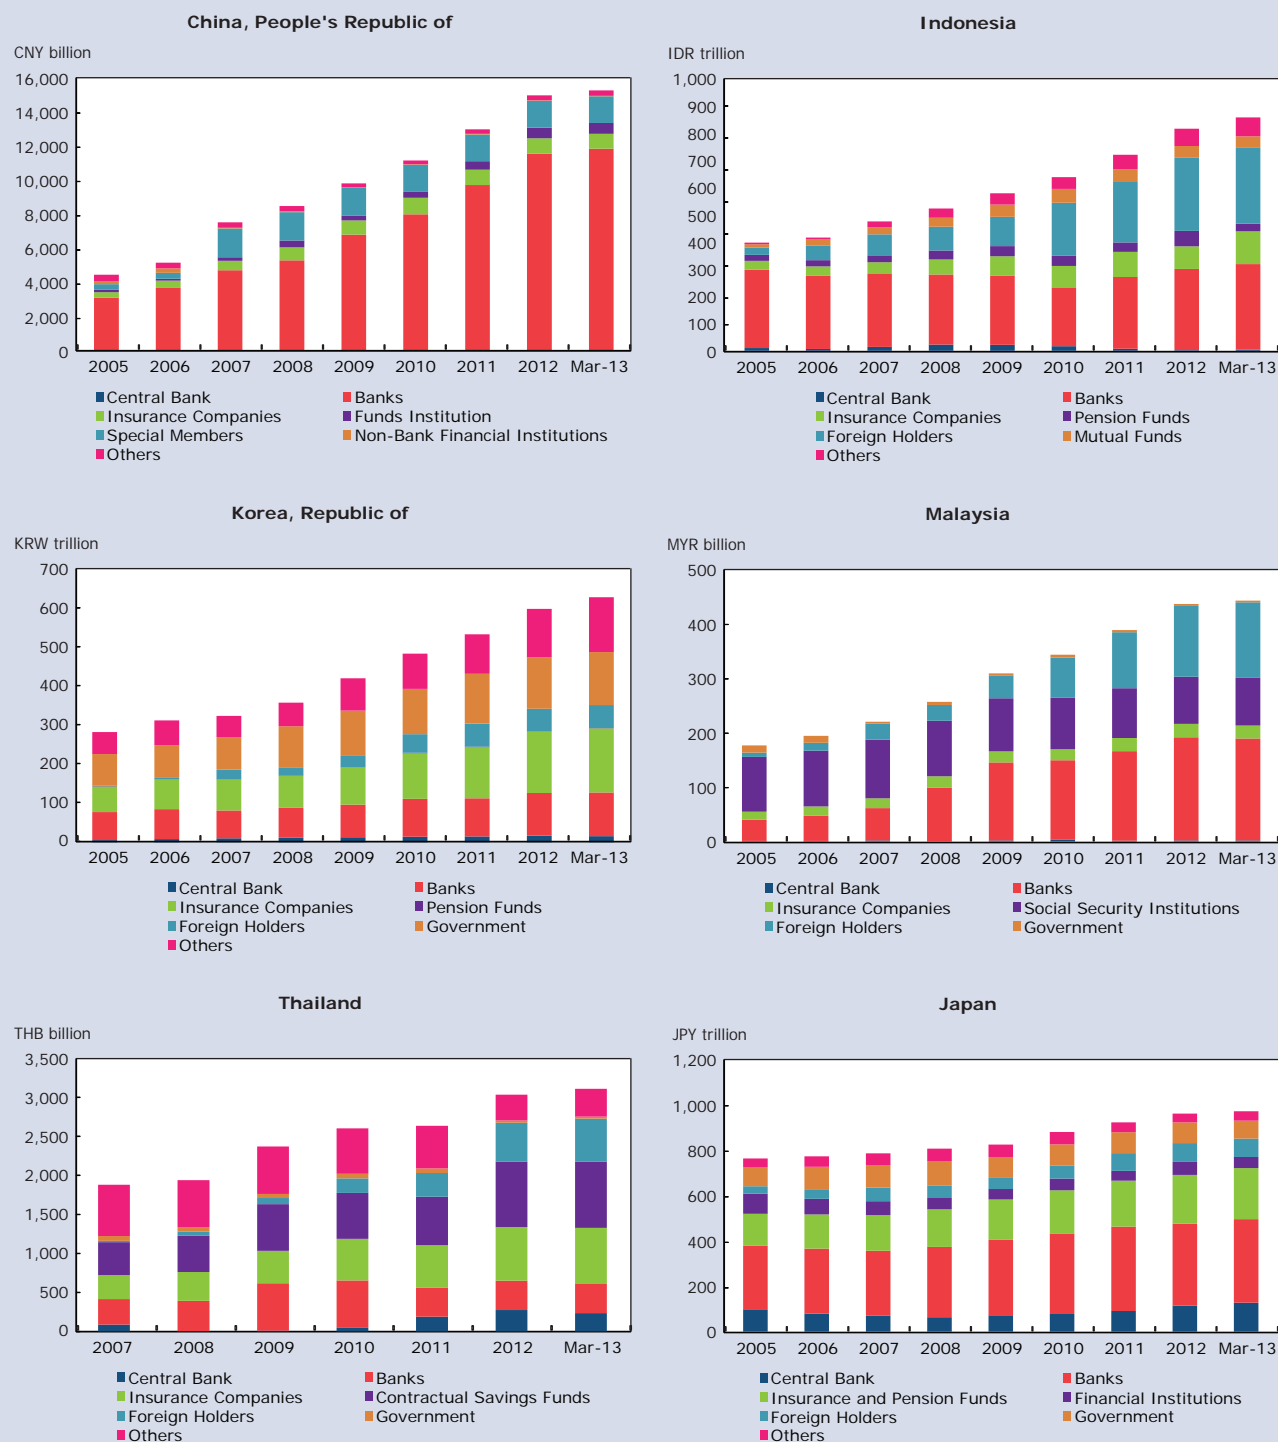 China, People's Republic of
CNY billion
16,000
14,000
12,000
10,000
8,000
6,000
4,000
2,000
0
2005 2006 2007 2008 2009 2010 2011 2012 Mar-13
Central Bank Banks
Insurance Companies Funds Institution
Special Members Non-Bank Financial Institutions
Others
Indonesia
IDR trillion
1,000
900
800
700
600
500
400
300
200
100
0
2005 2006 2007 2008 2009 2010 2011 2012 Mar-13
Central Bank Banks
Insurance Companies Pension Funds
Foreign Holders Mutual Funds
Others
Korea, Republic of
KRW trillion
700
600
500
400
300
200
100
0
2005 2006 2007 2008 2009 2010 2011 2012 Mar-13
Central Bank Banks
Insurance Companies Pension Funds
Foreign Holders Government
Others
Malaysia
MYR billion
500
400
300
200
100
0
2005 2006 2007 2008 2009 2010 2011 2012 Mar-13
Central Bank Banks
Insurance Companies Social Security Institutions
Foreign Holders Government
Thailand
THB billion
3,500
3,000
2,500
2,000
1,500
1,000
500
0
2007 2008 2009 2010 2011 2012 Mar-13
Central Bank Banks
Insurance Companies Contractual Savings Funds
Foreign Holders Government
Others
Japan
JPY trillion
1,200
1,000
800
600
400
200
0
2005 2006 2007 2008 2009 2010 2011 2012 Mar-13
Central Bank Banks
Insurance and Pension Funds Financial Institutions
Foreign Holders Government
Others